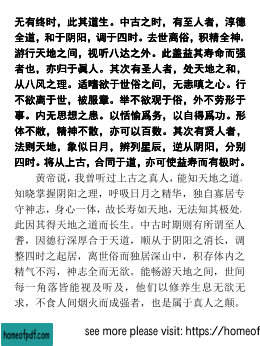 无有终时，此其道生。中古之时，有至人者，淳德
全道，和于阴阳，调于四时。去世离俗，积精全神，
游行天地之间，视听八达之外。此盖益其寿命而强
者也，亦归于眞人。其次有圣人者，处天地之和，
从八风之理。适嗜欲于世俗之间，无恚嗔之心。行
不欲离于世，被服章。举不欲观于俗，外不劳形于
事。内无思想之患。以恬愉爲务，以自得爲功。形
体不敝，精神不散，亦可以百数。其次有贤人者，
法则天地，象似日月，辨列星辰，逆从阴阳，分别
四时。将从上古，合同于道，亦可使益寿而有极时。
黄帝说，我曾听过上古之真人，能知天地之道，
知晓掌握阴阳之理，呼吸日月之精华，独自寡居专
守神志，身心一体，故长寿如天地，无法知其极处，
此因其得天地之道而长生。中古时期则有所谓至人
者，因德行深厚合于天道，顺从于阴阳之消长，调
整四时之起居，离世俗而独居深山中，积存体内之
精气不泻，神志全而无欲。能畅游天地之间，世间
每一角落皆能视及听及，他们以修养生息无欲无
求，不食人间烟火而成强者，也是属于真人之颠。
homeofpdf.com
see more please visit: https://homeof